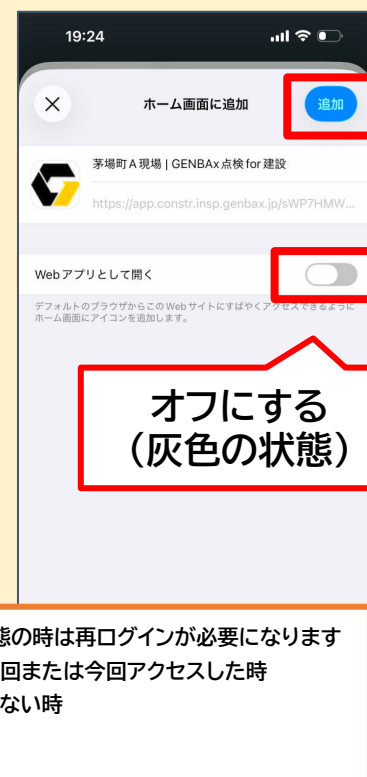 19:24
ホーム画面に追加
追加
茅場町A現場 | GENBAx点検 for 建設
https://app.constr.insp.genbax.jp/sWP7HMW...
Webアプリとして開く
デフォルトのブラウザからこのWebサイトにすばやくアクセスできるように
ホーム画面にアイコンを追加します。
オフにする
（灰色の状態）
態の時は再ログインが必要になります
回または今回アクセスした時
ない時